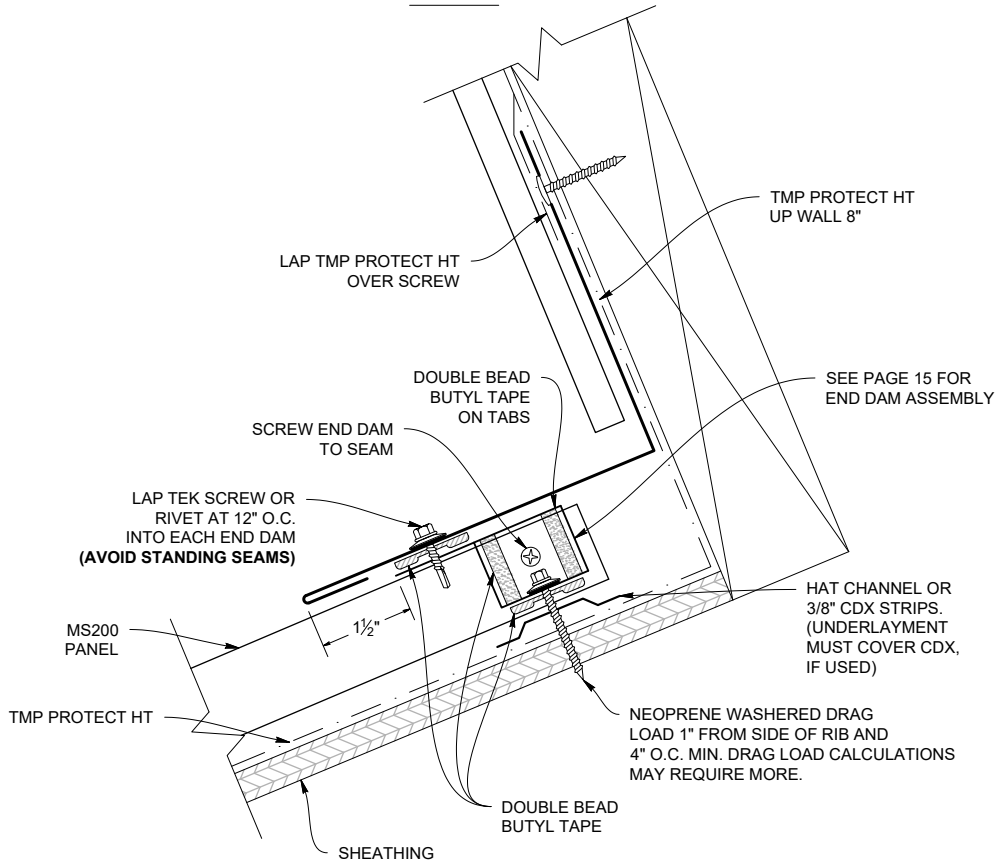 TMP PROTECT HT
UP WALL 8"
LAP TMP PROTECT HT
OVER SCREW
DOUBLE BEAD
BUTYL TAPE
ON TABS
SEE PAGE 15 FOR
END DAM ASSEMBLY
SCREW END DAM
TO SEAM
LAP TEK SCREW OR
RIVET AT 12" O.C.
INTO EACH END DAM
(AVOID STANDING SEAMS)
HAT CHANNEL OR
3/8" CDX STRIPS.
(UNDERLAYMENT
MUST COVER CDX,
IF USED)
1½"
MS200
PANEL
TMP PROTECT HT
NEOPRENE WASHERED DRAG
LOAD 1" FROM SIDE OF RIB AND
4" O.C. MIN. DRAG LOAD CALCULATIONS
MAY REQUIRE MORE.
DOUBLE BEAD
BUTYL TAPE
SHEATHING